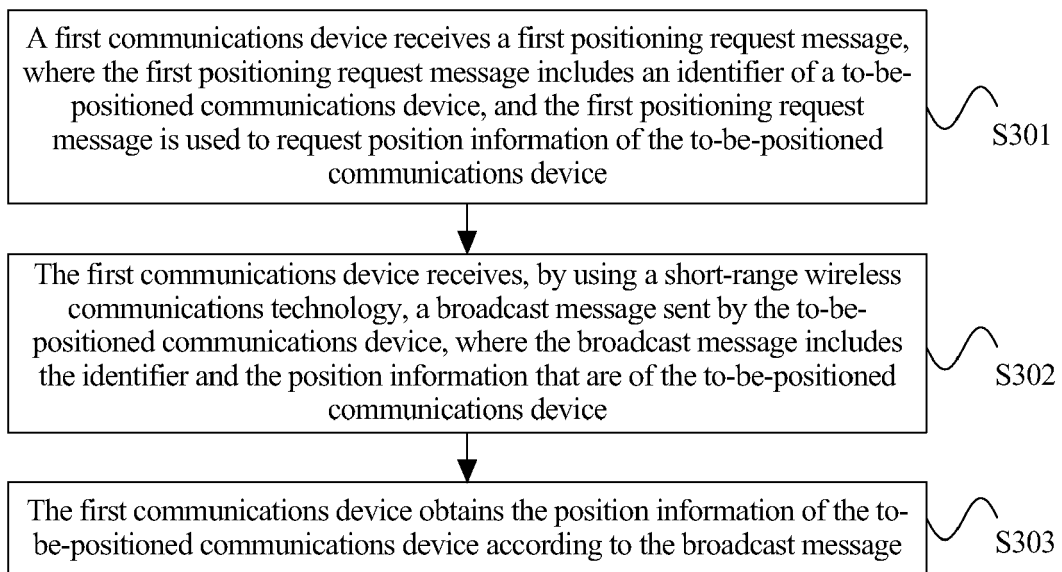 A first communications device receives a first positioning request message,
where the first positioning request message includes an identifier of a to-be-
positioned communications device, and the first positioning request
message is used to request position information of the to-be-positioned
communications device
S301
The first communications device receives, by using a short-range wireless
communications technology, a broadcast message sent by the to-be-
positioned communications device, where the broadcast message includes
the identifier and the position information that are of the to-be-positioned
communications device
S302
The first communications device obtains the position information of the to-
be-positioned communications device according to the broadcast message
S303